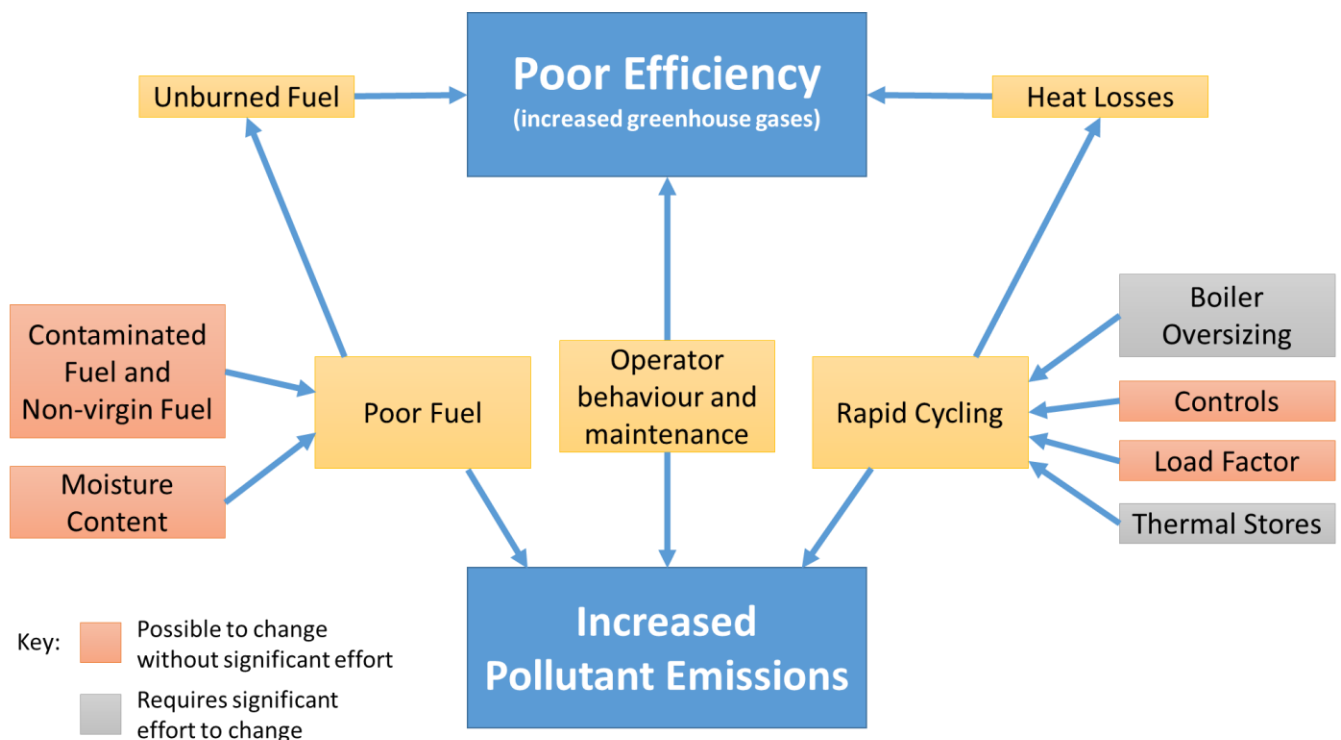 Poor Efficiency
(increased greenhouse gases)
Unburned Fuel
Heat Losses
Contaminated
Fuel and
Non-virgin Fuel
Moisture
Content
Poor Fuel
Operator
behaviour and
maintenance
Rapid Cycling
Boiler
Oversizing
Controls
Load Factor
Thermal Stores
Increased
Pollutant Emissions
Key:
Possible to change
without significant effort
Requires significant
effort to change